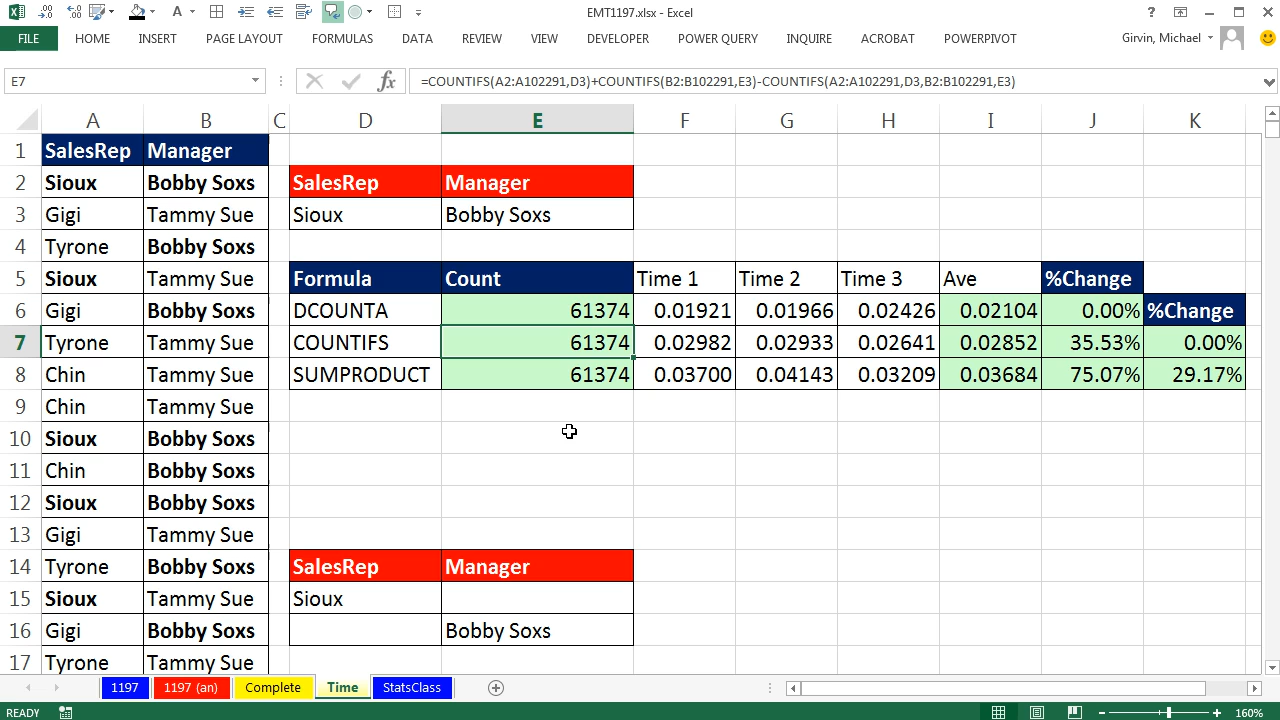 EMT1197.xlsx - Excel
FILE HOME INSERT PAGE LAYOUT FORMULAS DATA REVIEW VIEW DEVELOPER POWER QUERY INQUIRE ACROBAT POWERPIVOT Girvin, Michael
E7 fx =COUNTIFS(A2:A102291,D3)+COUNTIFS(B2:B102291,E3)-COUNTIFS(A2:A102291,D3,B2:B102291,E3)
A B C D E F G H I J K
1 SalesRep Manager
2 Sioux Bobby Soxs SalesRep Manager
3 Gigi Tammy Sue Sioux Bobby Soxs
4 Tyrone Bobby Soxs
5 Sioux Tammy Sue Formula Count Time 1 Time 2 Time 3 Ave %Change
6 Gigi Bobby Soxs DCOUNTA 61374 0.01921 0.01966 0.02426 0.02104 0.00% %Change
7 Tyrone Tammy Sue COUNTIFS 61374 0.02982 0.02933 0.02641 0.02852 35.53% 0.00%
8 Chin Tammy Sue SUMPRODUCT 61374 0.03700 0.04143 0.03209 0.03684 75.07% 29.17%
9 Chin Tammy Sue
10 Sioux Bobby Soxs
11 Chin Bobby Soxs
12 Sioux Bobby Soxs
13 Gigi Tammy Sue
14 Tyrone Bobby Soxs SalesRep Manager
15 Sioux Tammy Sue Sioux
16 Gigi Bobby Soxs Bobby Soxs
17 Tyrone Tammy Sue
1197 1197 (an) Complete Time StatsClass
READY 160%